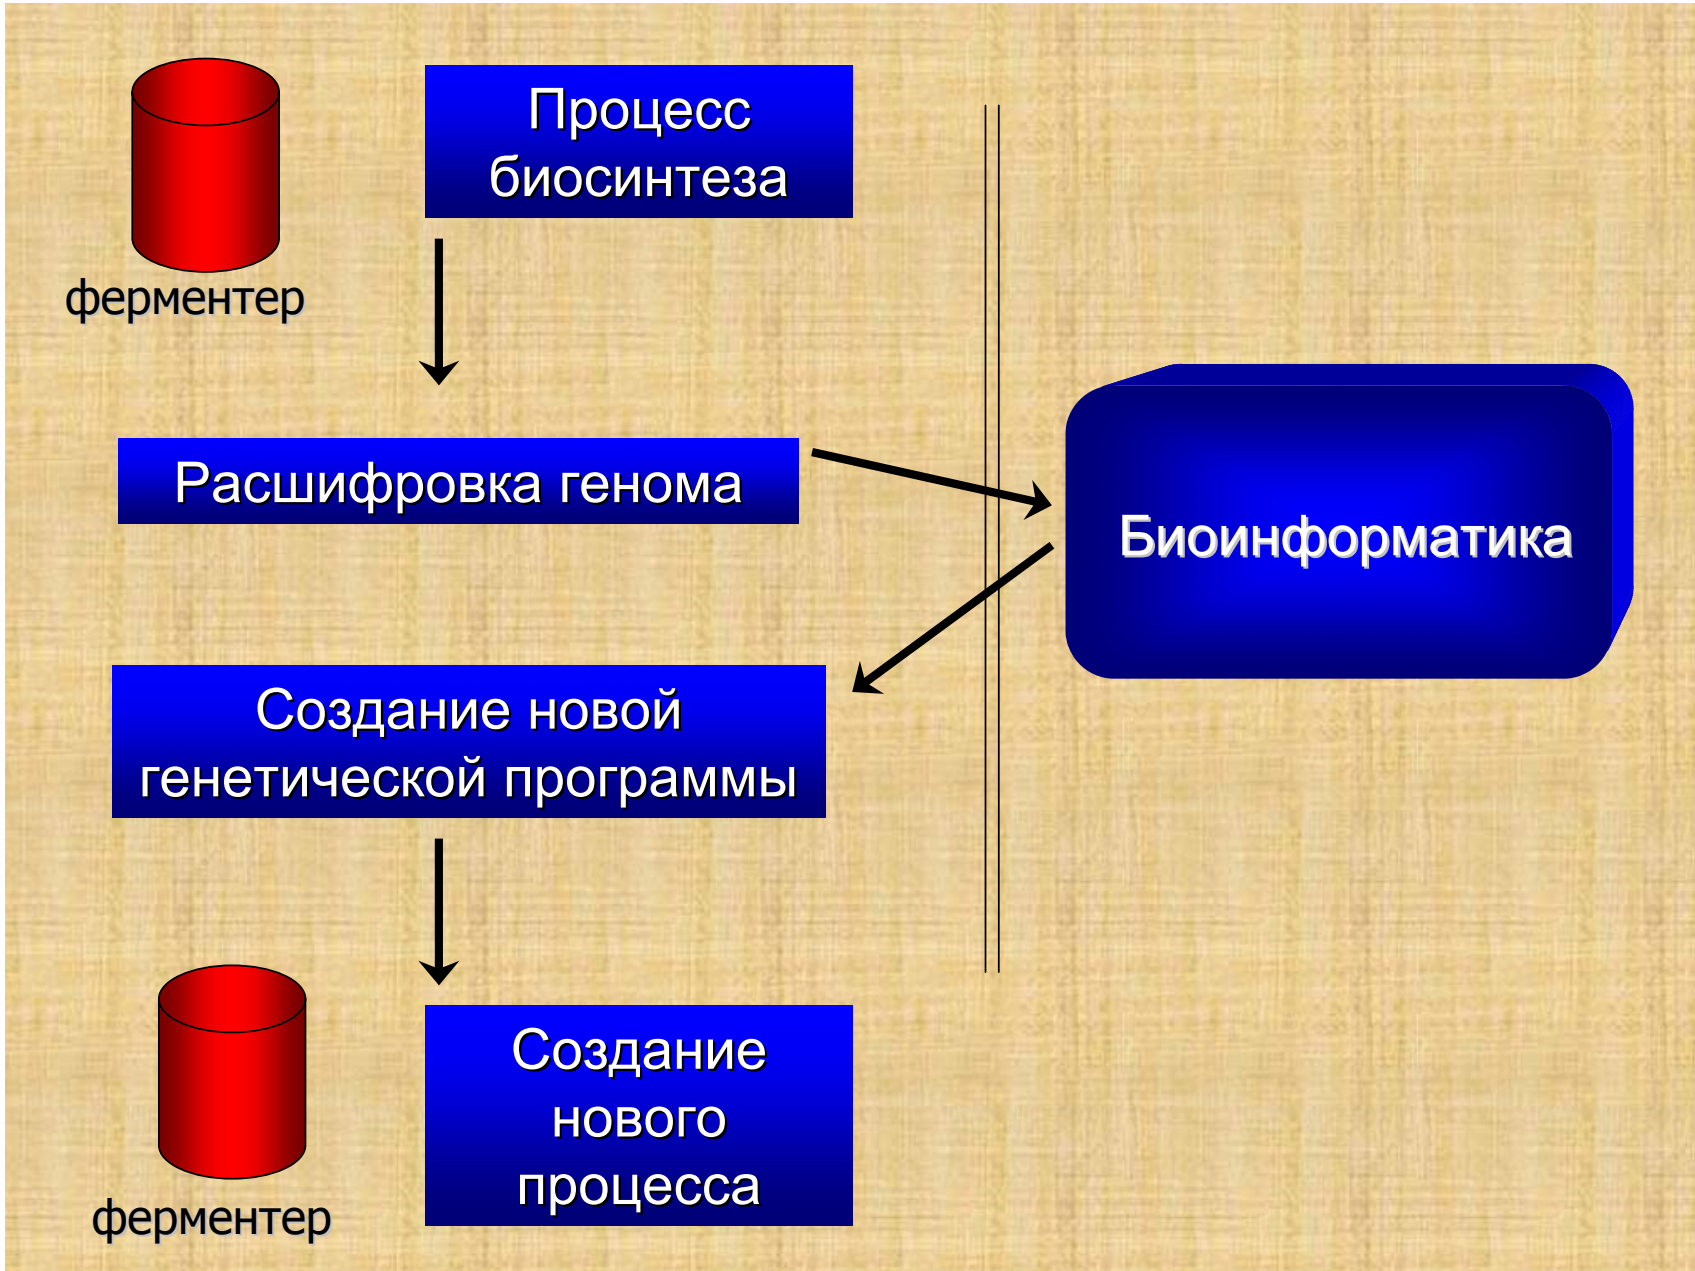 Процесс
биосинтеза
ферментер
Расшифровка генома
Биоинформатика
Создание новой
генетической программы
Создание
нового
процесса
ферментер